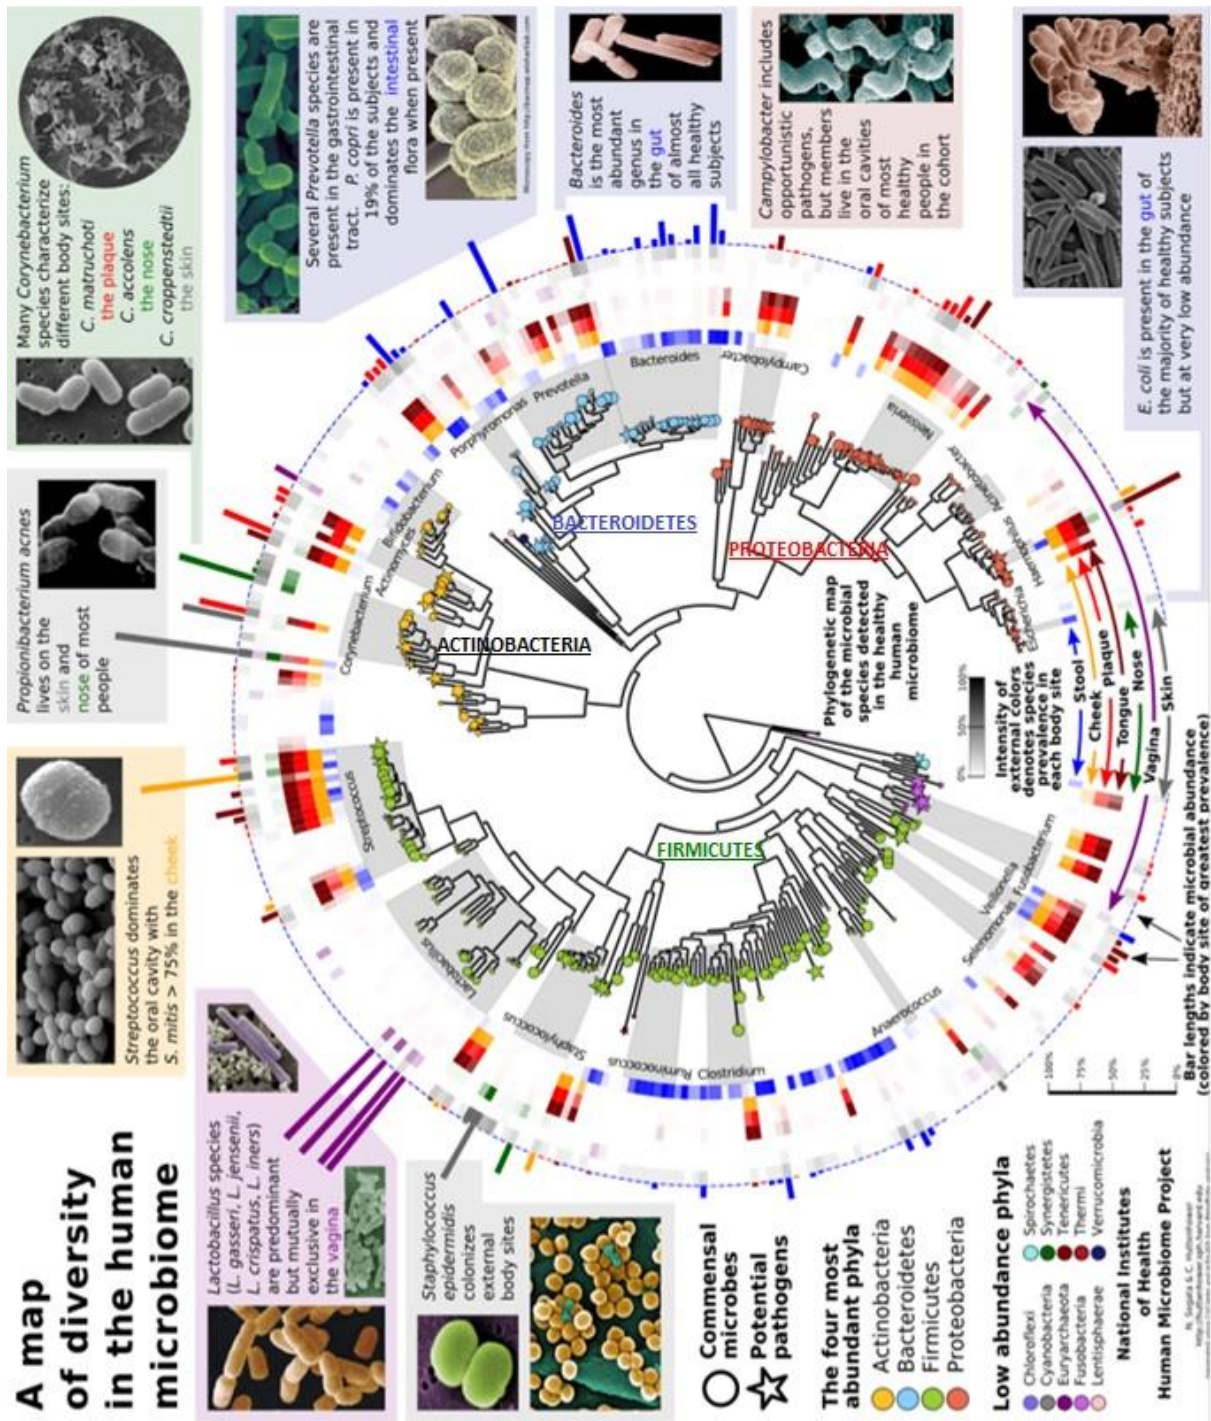 A map
of diversity
in the human
microbiome
Streptococcus dominates
the oral cavity with
S. mitis > 75% in the cheek
Propionibacterium acnes
lives on the
skin and
nose of most
people
Many Corynebacterium
species characterize
different body sites:
C. matruchoti
the plaque
C. accolens
the nose
C. croppenstedtii
the skin
Lactobacillus species
(L. gasseri, L. jensenii,
L. crispatus, L. iners)
are predominant
but mutually
exclusive in
the vagina
Several Prevotella species are
present in the gastrointestinal
tract. P. copri is present in
19% of the subjects and
dominates the intestinal
flora when present
Staphylococcus
epidermidis
colonizes
external
body sites
Bacteroides
is the most
abundant
genus in
the gut
of almost
all healthy
subjects
Campylobacter includes
opportunistic
pathogens,
but members
live in the
oral cavities
of most
healthy
people in
the cohort
E. coli is present in the gut of
the majority of healthy subjects
but at very low abundance
Streptococcus
Lactobacillus
Staphylococcus
Ruminococcus
Clostridium
Anaerococcus
Selenomonas
Veillonella
Fusobacterium
Corynebacterium
Actinomyces
Bifidobacterium
Porphyromonas
Prevotella
Bacteroides
Campylobacter
Neisseria
Acinetobacter
Haemophilus
Escherichia
ACTINOBACTERIA
BACTEROIDETES
PROTEOBACTERIA
FIRMICUTES
Phylogenetic map
of the microbial
species detected
in the healthy
human
microbiome
0%
50%
100%
Intensity of
external colors
denotes species
prevalence in
each body site
Stool
Cheek
Plaque
Tongue
Nose
Vagina
Skin
Commensal
microbes
Potential
pathogens
The four most
abundant phyla
Actinobacteria
Bacteroidetes
Firmicutes
Proteobacteria
Low abundance phyla
Chloroflexi
Cyanobacteria
Euryarchaeota
Fusobacteria
Lentisphaerae
Spirochaetes
Synergistetes
Tenericutes
Thermi
Verrucomicrobia
100%
75%
50%
25%
0%
Bar lengths indicate microbial abundance
(colored by body site of greatest prevalence)
National Institutes
of Health
Human Microbiome Project
N. Segata & C. Huttenhower